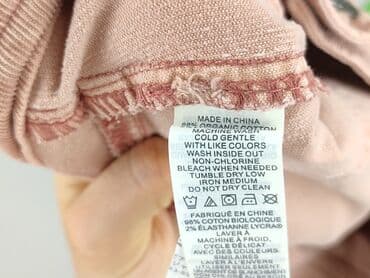 MADE IN CHINA
98% ORGANIC COTTON
MACHINE WASH
COLD GENTLE
WITH LIKE COLORS
WASH INSIDE OUT
NON-CHLORINE
BLEACH WHEN NEEDED
TUMBLE DRY LOW
IRON MEDIUM
DO NOT DRY CLEAN
FABRIQUÉ EN CHINE
98% COTON BIOLOGIQUE
2% ÉLASTHANNE LYCRA®
LAVER À
MACHINE À FROID,
CYCLE DÉLICAT,
AVEC DES COULEURS
SIMILAIRES
LAVER À L'ENVERS